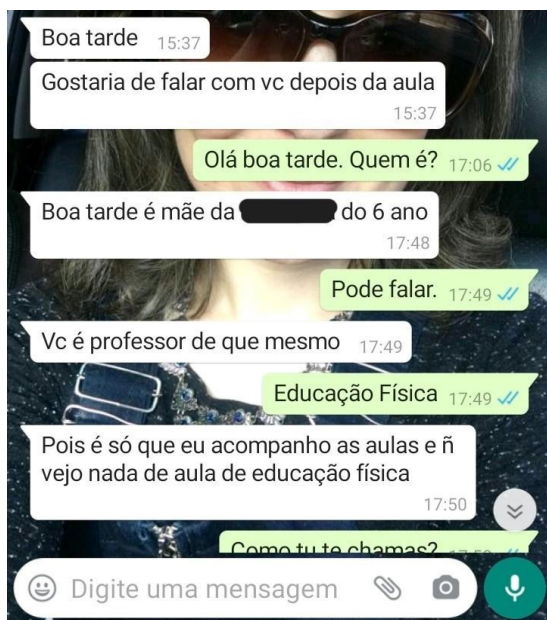 Boa tarde 15:37
Gostaria de falar com vc depois da aula
15:37
Olá boa tarde. Quem é? 17:06
Boa tarde é mãe da do 6 ano
17:48
Pode falar. 17:49
Vc é professor de que mesmo 17:49
Educação Física 17:49
Pois é só que eu acompanho as aulas e ñ
vejo nada de aula de educação física
17:50
Como tu te chamas?
Digite uma mensagem